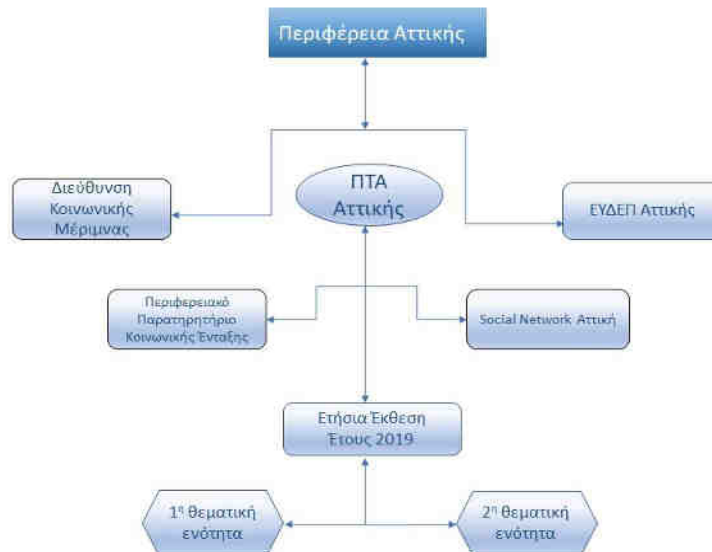 Περιφέρεια Αττικής
Διεύθυνση
Κοινωνικής
Μέριμνας
ΠΤΑ
Αττικής
ΕΥΔΕΠ Αττικής
Περιφερειακό
Παρατηρητήριο
Κοινωνικής Ένταξης
Social Network Αττική
Ετήσια Έκθεση
Έτους 2019
1η θεματική
ενότητα
2η θεματική
ενότητα